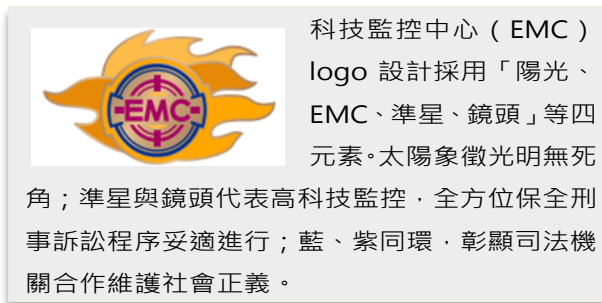 科技監控中心（EMC）
EMC
logo 設計採用「陽光、
EMC、準星、鏡頭」等四
元素。太陽象徵光明無死
角；準星與鏡頭代表高科技監控，全方位保全刑
事訴訟程序妥適進行；藍、紫同環，彰顯司法機
關合作維護社會正義。